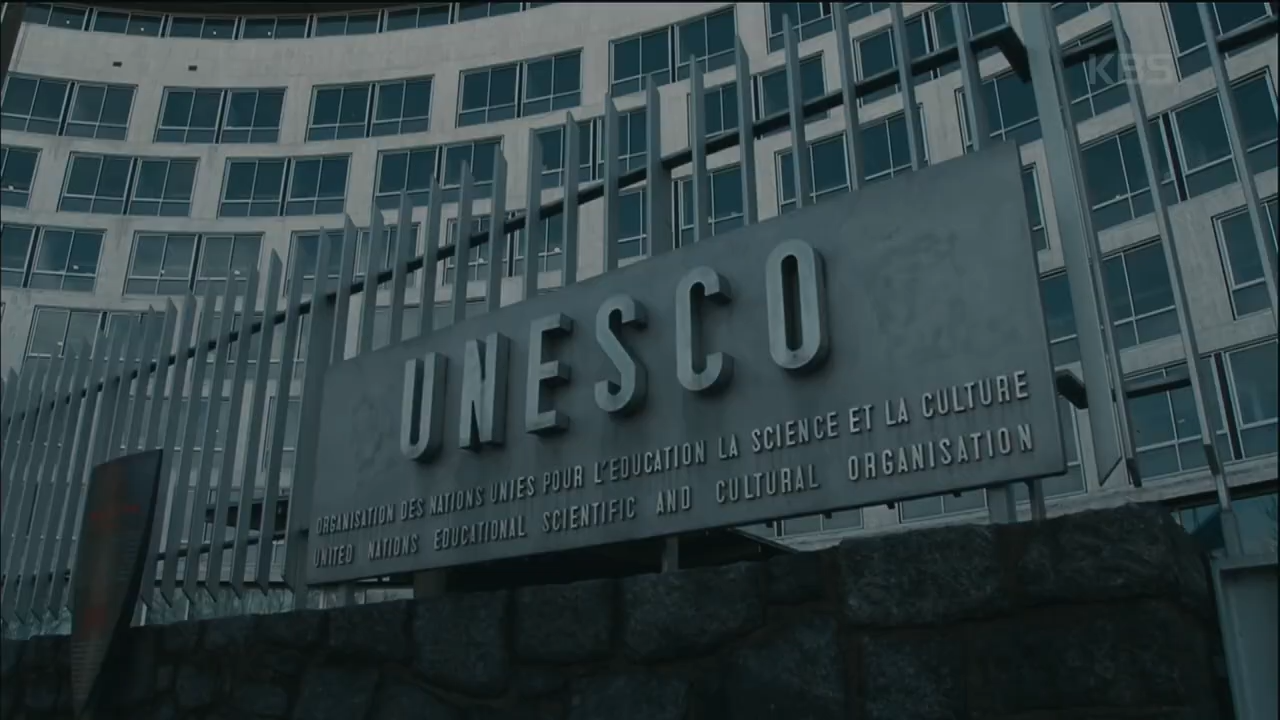 KBS
UNESCO
ORGANISATION DES NATIONS UNIES POUR L'EDUCATION LA SCIENCE ET LA CULTURE
UNITED NATIONS EDUCATIONAL SCIENTIFIC AND CULTURAL ORGANISATION